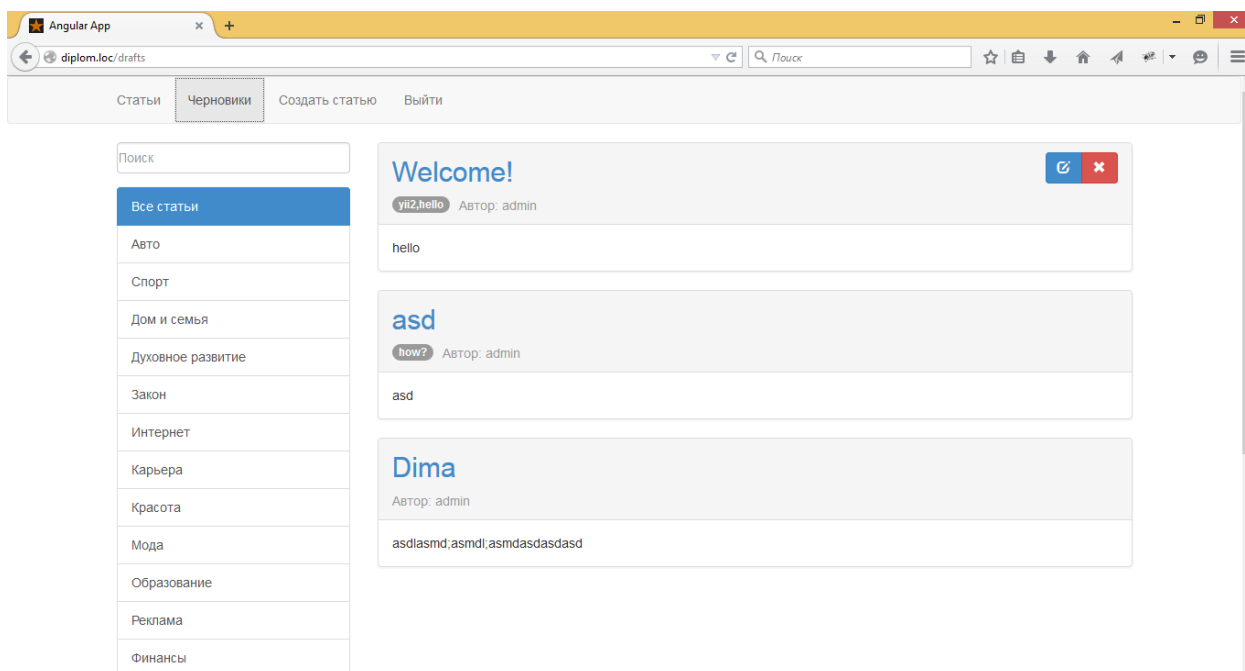 Angular App
diplom.loc/drafts
Поиск
Статьи Черновики Создать статью Выйти
Поиск
Все статьи
Авто
Спорт
Дом и семья
Духовное развитие
Закон
Интернет
Карьера
Красота
Мода
Образование
Реклама
Финансы
Welcome!
yii2,hello Автор: admin
hello
asd
how? Автор: admin
asd
Dima
Автор: admin
asdlasmd;asmdl;asmdasdasdasd